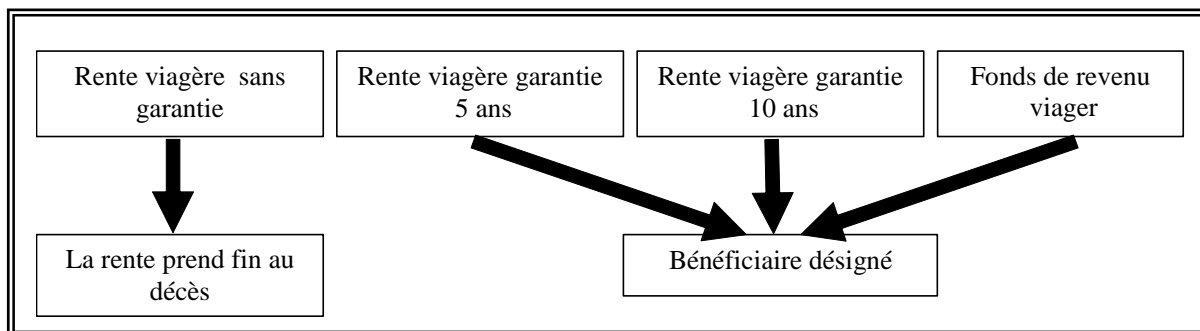 Rente viagère sans
garantie
Rente viagère garantie
5 ans
Rente viagère garantie
10 ans
Fonds de revenu
viager
La rente prend fin au
décès
Bénéficiaire désigné